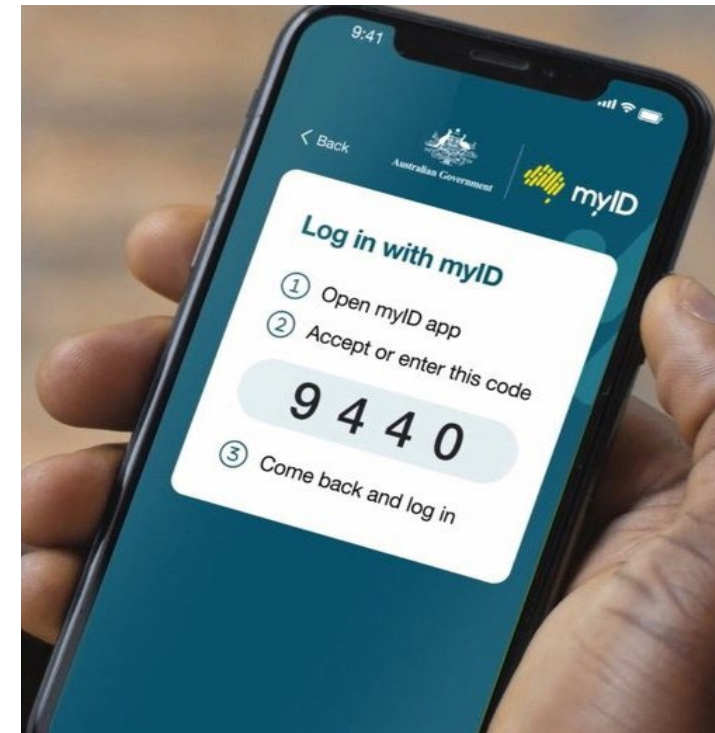 9:41
Back
Australian Government
myID
Log in with myID
1 Open myID app
2 Accept or enter this code
9 4 4 0
3 Come back and log in